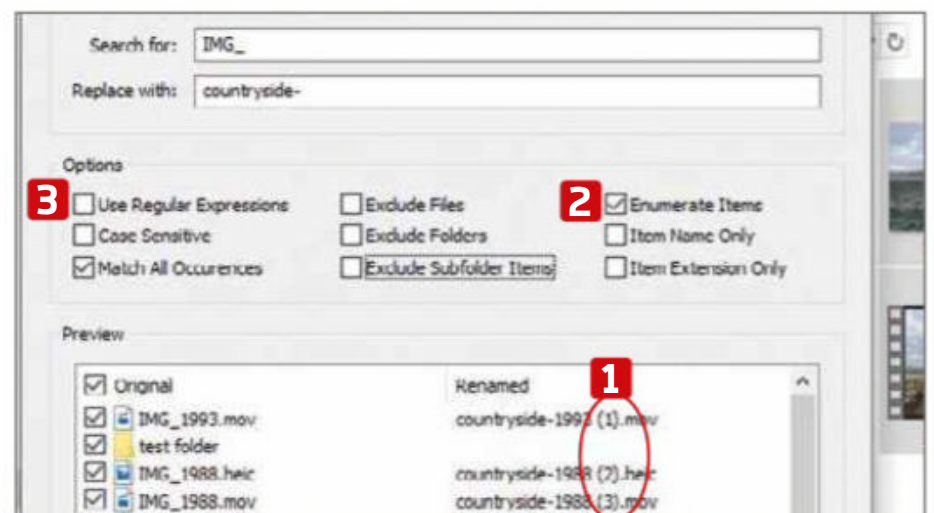 Search for: IMG_
Replace with: countryside-
Options
3 Use Regular Expressions Exclude Files 2 Enumerate Items
Case Sensitive Exclude Folders Item Name Only
Match All Occurences Exclude Subfolder Items Item Extension Only
Preview
1
Original Renamed
IMG_1993.mov countryside-1993 (1).mov
test folder
IMG_1988.heic countryside-1988 (2).heic
IMG_1988.mov countryside-1988 (3).mov